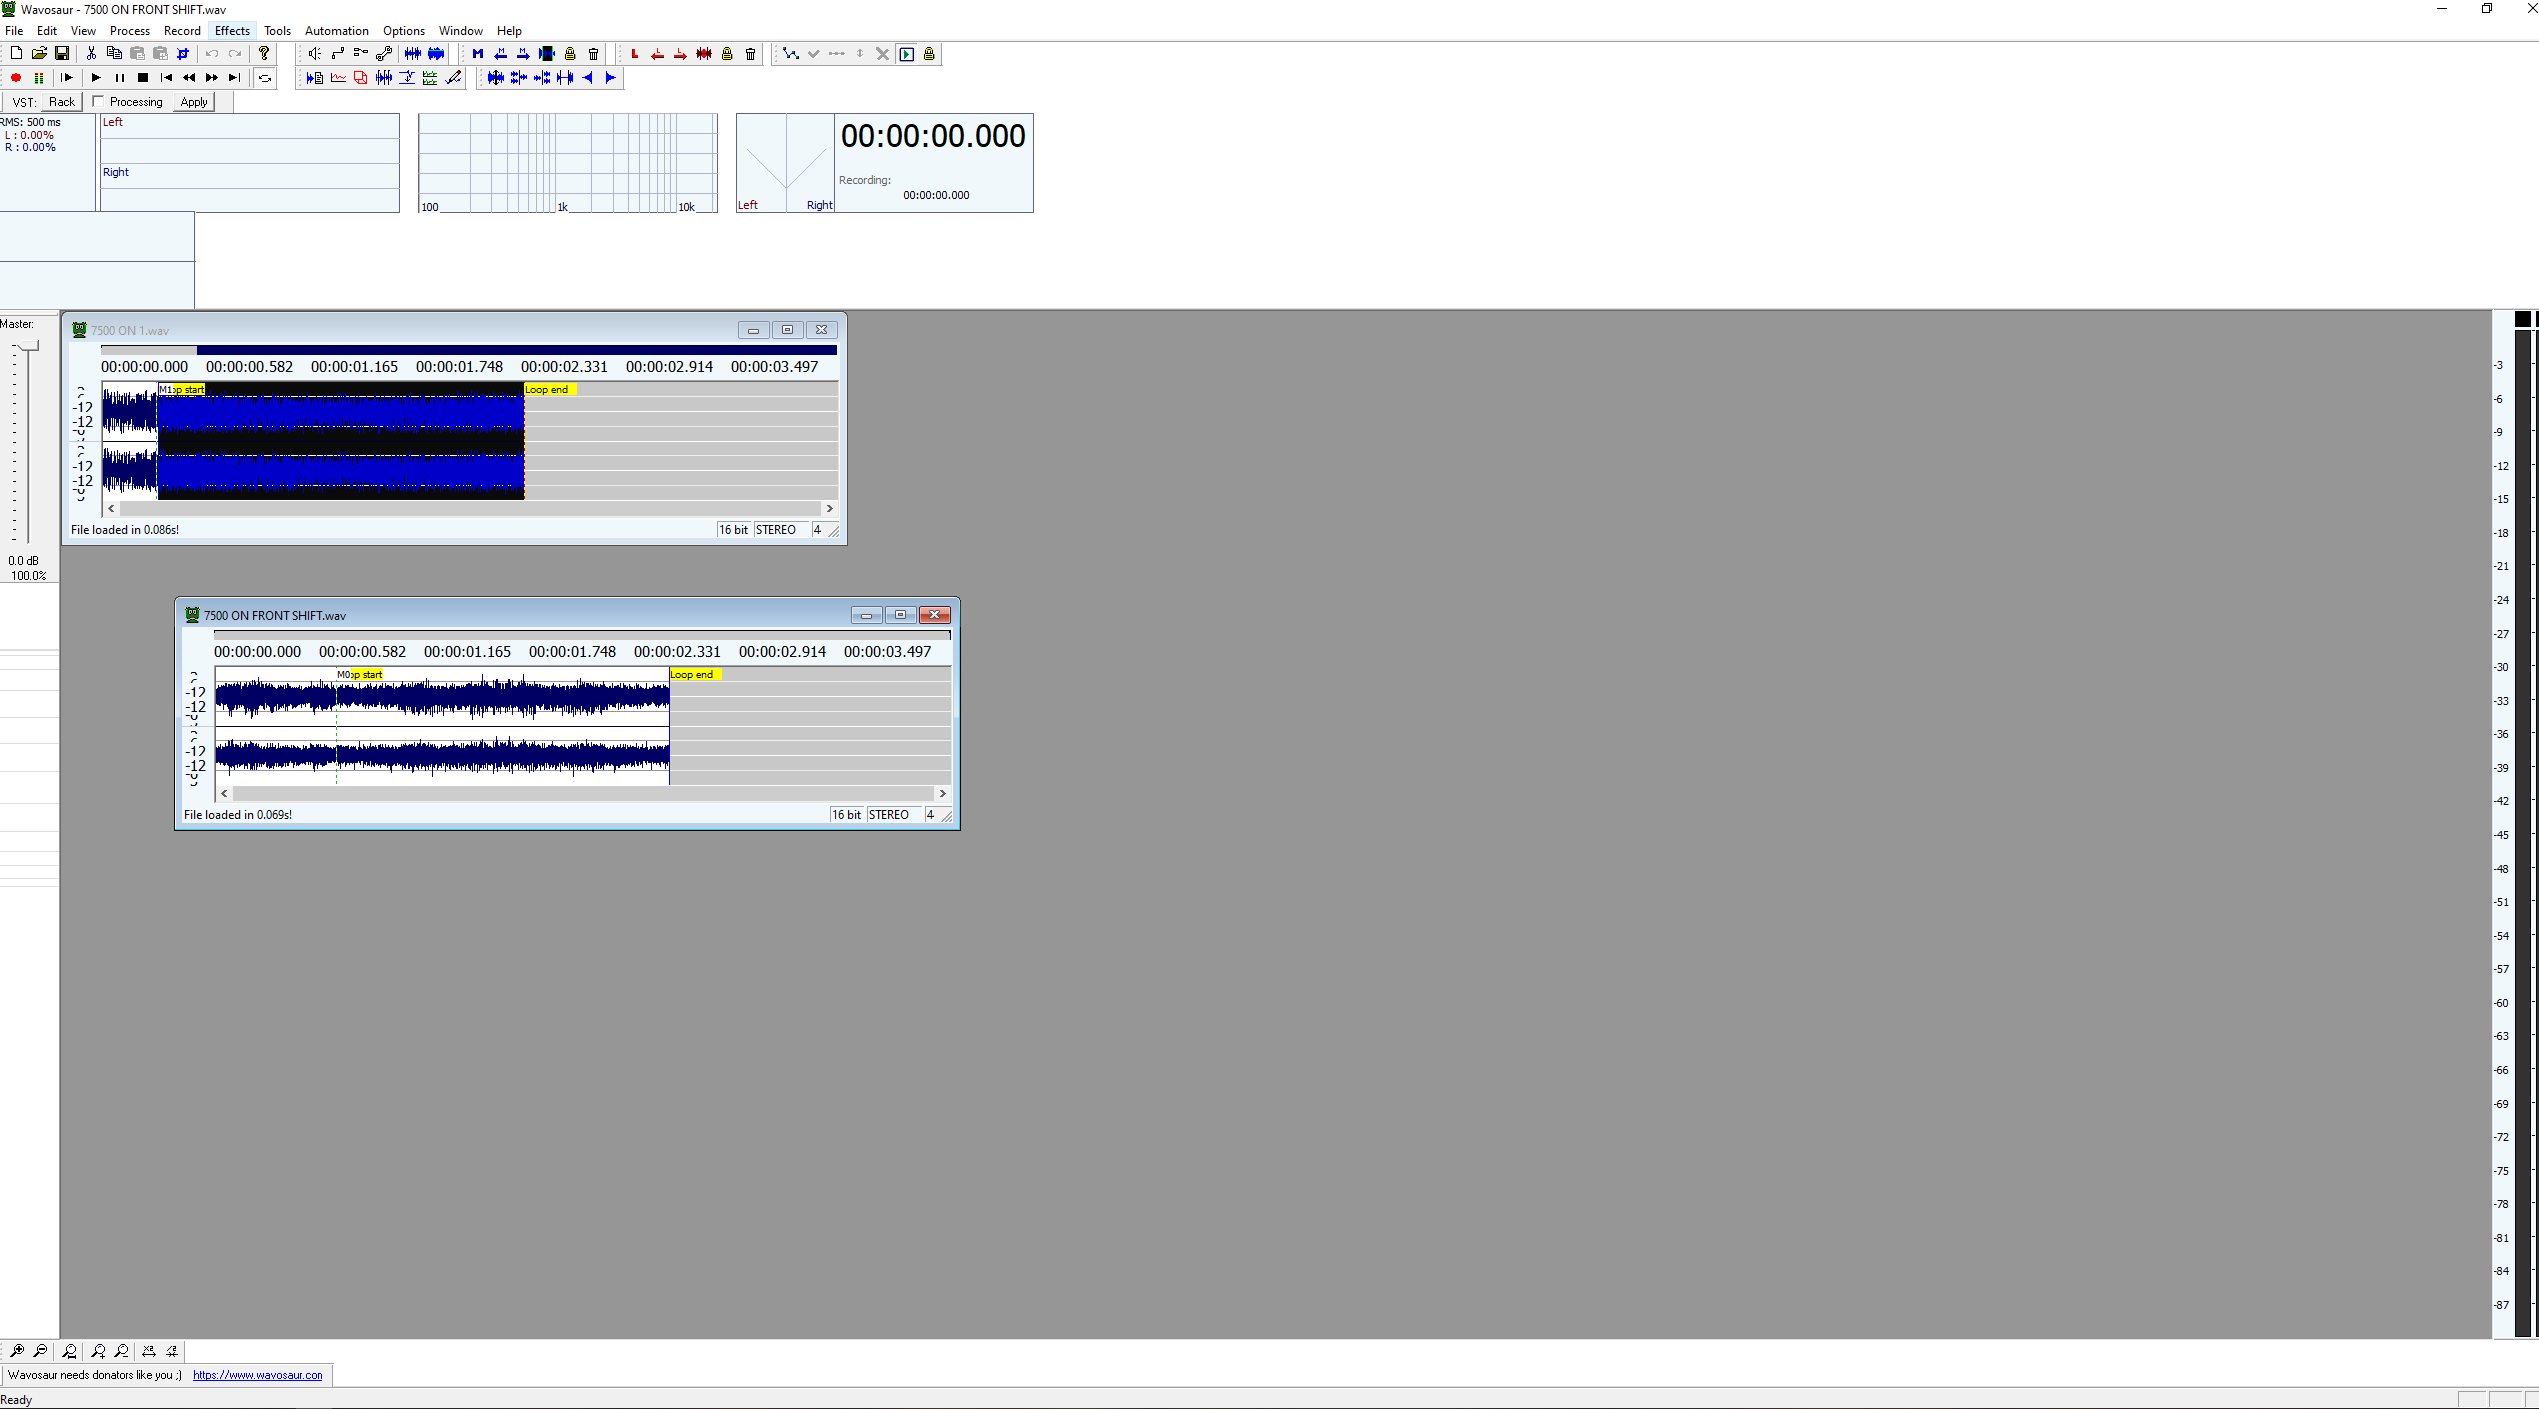 Wavosaur - 7500 ON FRONT SHIFT.wav
File Edit View Process Record Effects Tools Automation Options Window Help
VST: Rack Processing Apply
RMS: 500 ms
L : 0.00%
R : 0.00%
Left
Right
100 1k 10k
Left Right
00:00:00.000
Recording:
00:00:00.000
Master:
0.0 dB
100.0%
7500 ON 1.wav
00:00:00.000 00:00:00.582 00:00:01.165 00:00:01.748 00:00:02.331 00:00:02.914 00:00:03.497
M1 op start Loop end
-12
-12
-12
-12
File loaded in 0.086s!
16 bit STEREO 4
7500 ON FRONT SHIFT.wav
00:00:00.000 00:00:00.582 00:00:01.165 00:00:01.748 00:00:02.331 00:00:02.914 00:00:03.497
M0 op start Loop end
-12
-12
-12
-12
File loaded in 0.069s!
16 bit STEREO 4
-3
-6
-9
-12
-15
-18
-21
-24
-27
-30
-33
-36
-39
-42
-45
-48
-51
-54
-57
-60
-63
-66
-69
-72
-75
-78
-81
-84
-87
Wavosaur needs donators like you ;) https://www.wavosaur.con
Ready